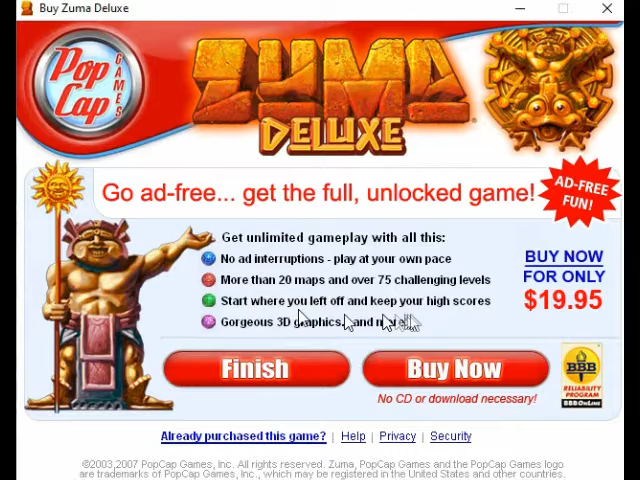 Buy Zuma Deluxe
Pop
Cap
GAMES
ZUMA
DELUXE
Go ad-free... get the full, unlocked game!
AD-FREE
FUN!
Get unlimited gameplay with all this:
No ad interruptions - play at your own pace
More than 20 maps and over 75 challenging levels
Start where you left off and keep your high scores
Gorgeous 3D graphics, and more!
BUY NOW
FOR ONLY
$19.95
Finish
Buy Now
No CD or download necessary!
BBB
RELIABILITY
PROGRAM
BBBOnLINE
Already purchased this game? | Help | Privacy | Security
©2003,2007 PopCap Games, Inc. All rights reserved. Zuma, PopCap Games and the PopCap Games logo
are trademarks of PopCap Games, Inc., which may be registered in the United States and other countries.